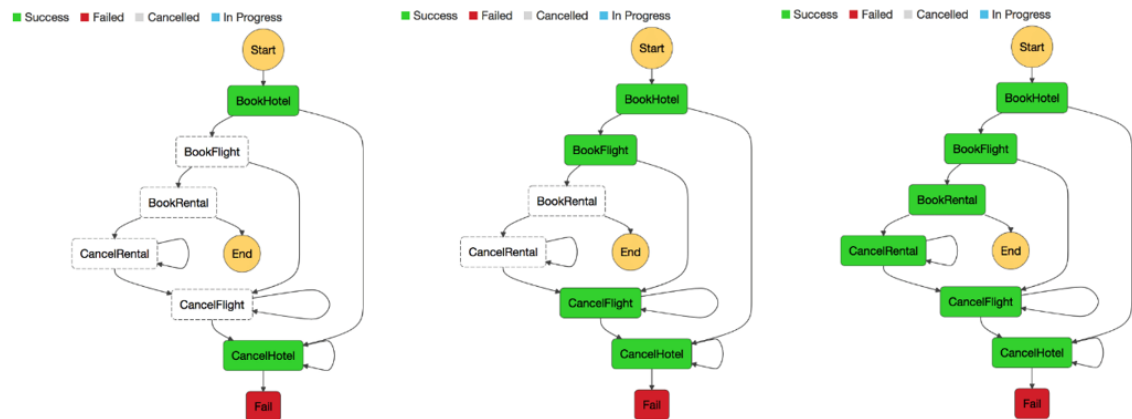 Success Failed Cancelled In Progress
Start
BookHotel
BookFlight
BookRental
CancelRental
End
CancelFlight
CancelHotel
Fail
Success Failed Cancelled In Progress
Start
BookHotel
BookFlight
BookRental
CancelRental
End
CancelFlight
CancelHotel
Fail
Success Failed Cancelled In Progress
Start
BookHotel
BookFlight
BookRental
CancelRental
End
CancelFlight
CancelHotel
Fail